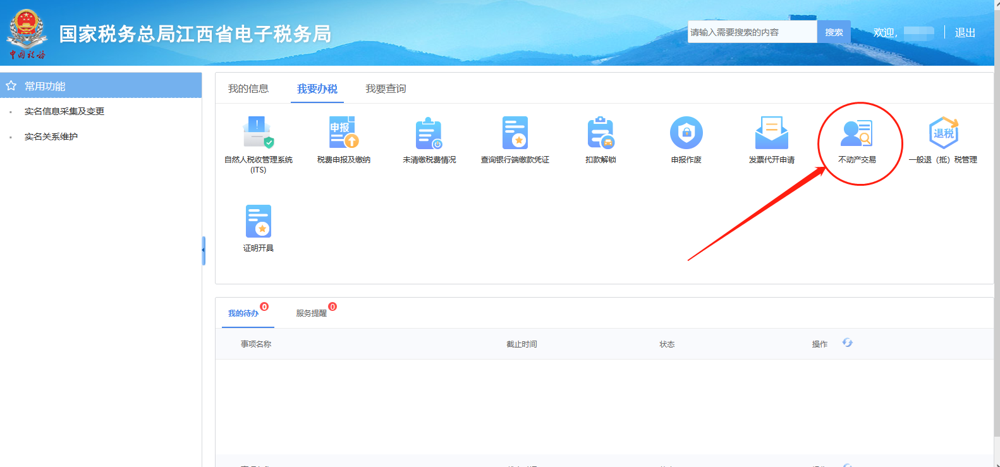 国家税务总局江西省电子税务局
中国税务
请输入需要搜索的内容
搜索
欢迎,
退出
常用功能
实名信息采集及变更
实名关系维护
我的信息
我要办税
我要查询
申报
退税
自然人税收管理系统
(ITS)
税费申报及缴纳
未清缴税费情况
查询银行端缴款凭证
扣款解锁
申报作废
发票代开申请
不动产交易
一般退（抵）税管理
证明开具
我的待办
0
服务提醒
0
事项名称
截止时间
状态
操作